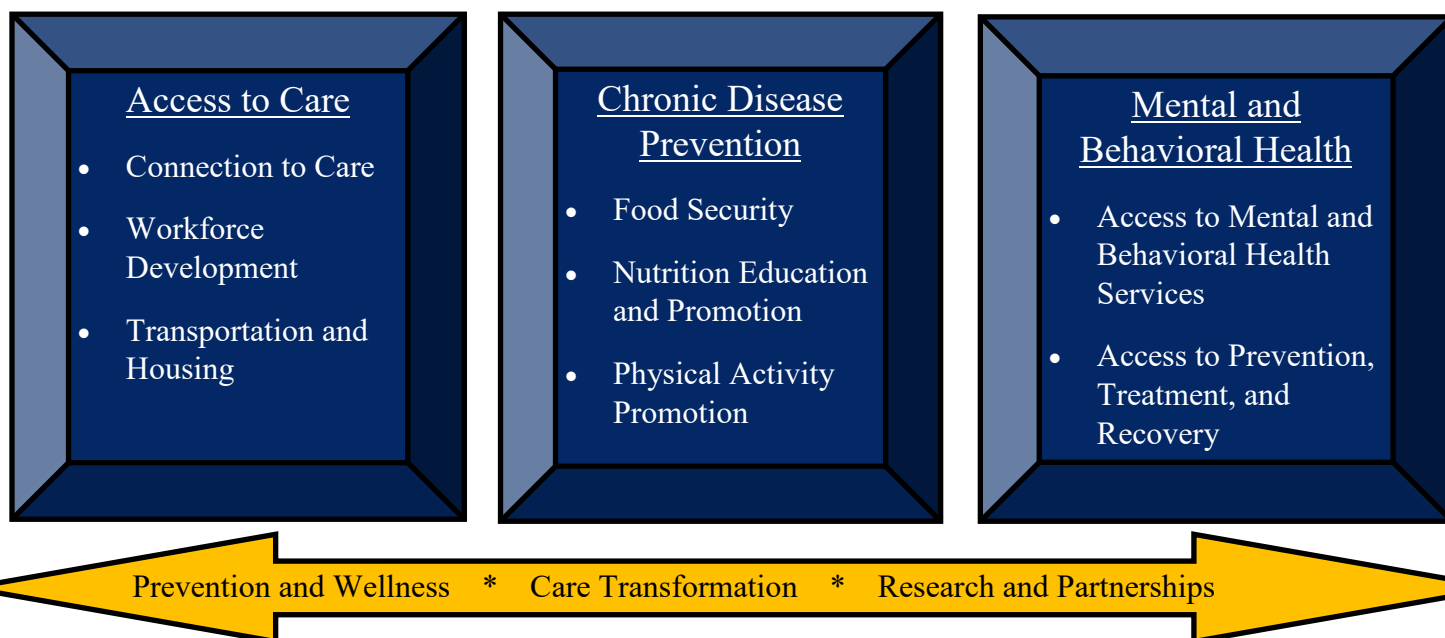 Access to Care
• Connection to Care
• Workforce
Development
• Transportation and
Housing
Chronic Disease
Prevention
• Food Security
• Nutrition Education
and Promotion
• Physical Activity
Promotion
Mental and
Behavioral Health
• Access to Mental and
Behavioral Health
Services
• Access to Prevention,
Treatment, and
Recovery
Prevention and Wellness * Care Transformation * Research and Partnerships